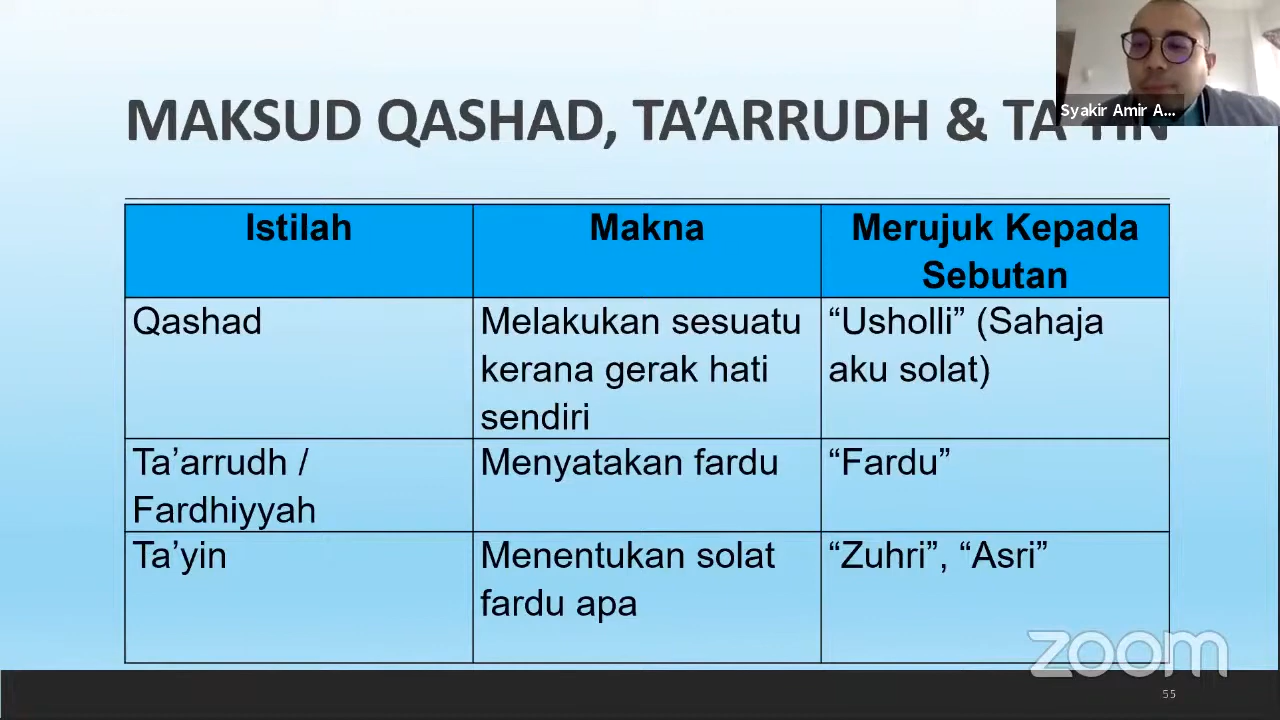 MAKSUD QASHAD, TA’ARRUDH & TA’YIN
Syakir Amir A...
Istilah
Makna
Merujuk Kepada
Sebutan
Qashad
Melakukan sesuatu
kerana gerak hati
sendiri
“Usholli” (Sahaja
aku solat)
Ta’arrudh /
Fardhiyyah
Menyatakan fardu
“Fardu”
Ta’yin
Menentukan solat
fardu apa
“Zuhri”, “Asri”
zoom
55